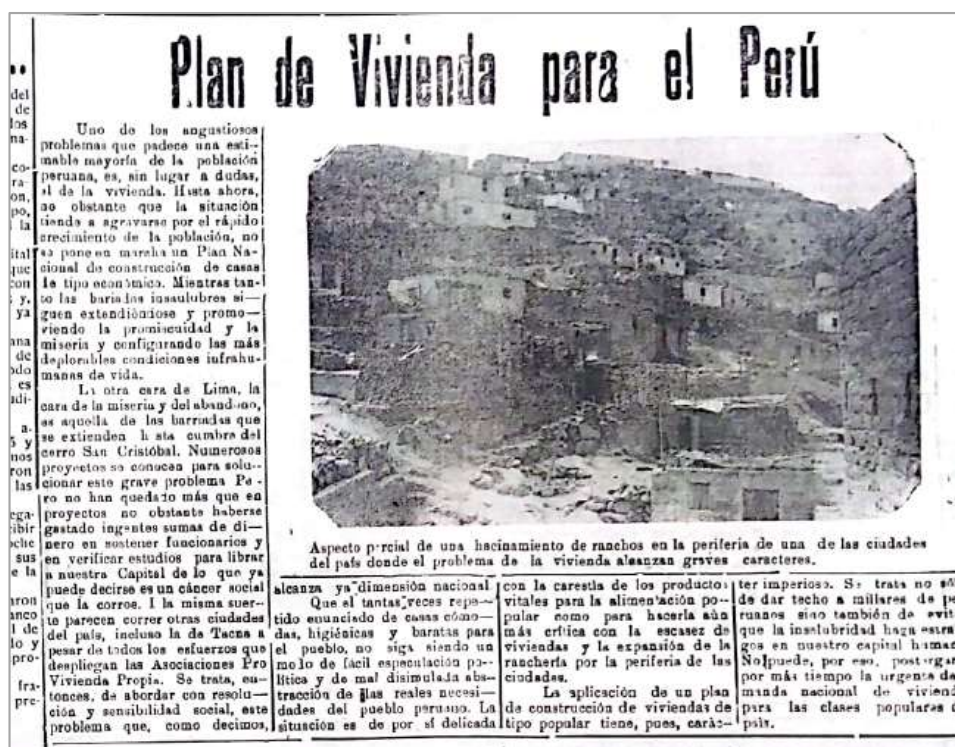 Plan de Vivienda para el Perú
Uno de los angustiosos
problemas que padece una esti-
mable mayoría de la población
peruana, es, sin lugar a dudas,
el de la vivienda. Hasta ahora,
no obstante que la situación
tiende a agravarse por el rápido
crecimiento de la población, no
se pone en marcha un Plan Na-
cional de construcción de casas
de tipo económico. Mientras tan-
to las bariadas insaulubres si-
guen extendiéndose y promo-
viendo la promiscuidad y la
miseria y configurando las más
deplorables condiciones infrahu-
manas de vida.
La otra cara de Lima, la
cara de la miseria y del abandono,
es aquella de las barriadas que
se extienden h sta cumbre del
cerro San Cristóbal. Numerosos
proyectos se conocen para solu-
cionar este grave problema Pe-
ro no han quedado más que en
proyectos no obstante haberse
gastado ingentes sumas de di-
nero en sostener funcionarios y
en verificar estudios para librar
a nuestra Capital de lo que ya
puede decirse es un cáncer social
que la corroe. I la misma suer-
te parecen correr otras ciudades
del país, incluso la de Tacna a
pesar de todos los esfuerzos que
despliegan las Asociaciones Pro
Vivienda Propia. Se trata, en-
tonces, de abordar con resolu-
ción y sensibilidad social, este
problema que, como decimos,
Aspecto parcial de una hacinamiento de ranchos en la periferia de una de las ciudades
del país donde el problema de la vivienda alcanzan graves caracteres.
alcanza ya dimensión nacional
Que el tantas veces repe-
tido enunciado de casas cómo-
das, higiénicas y baratas para
el pueblo, no siga siendo un
molo de fácil especulación po-
lítica y de mal disimulada abs-
tracción de las reales necesi-
dades del pueblo peruano. La
situación es de por sí delicada
con la carestía de los productos
vitales para la alimentación po-
pular como para hacerla aún
más crítica con la escasez de
viviendas y la expansión de la
ranchería por la periferia de las
ciudades.
La aplicación de un plan
de construcción de viviendas de
tipo popular tiene, pues, carác-
ter imperioso. Se trata no sól
de dar techo a millares de pe
ruanos sino también de evita
que la insalubridad haga estra-
gos en nuestro capital human
No puede, por eso, postergar
por más tiempo la urgente de
manda nacional de viviend
para las clases populares d
país.